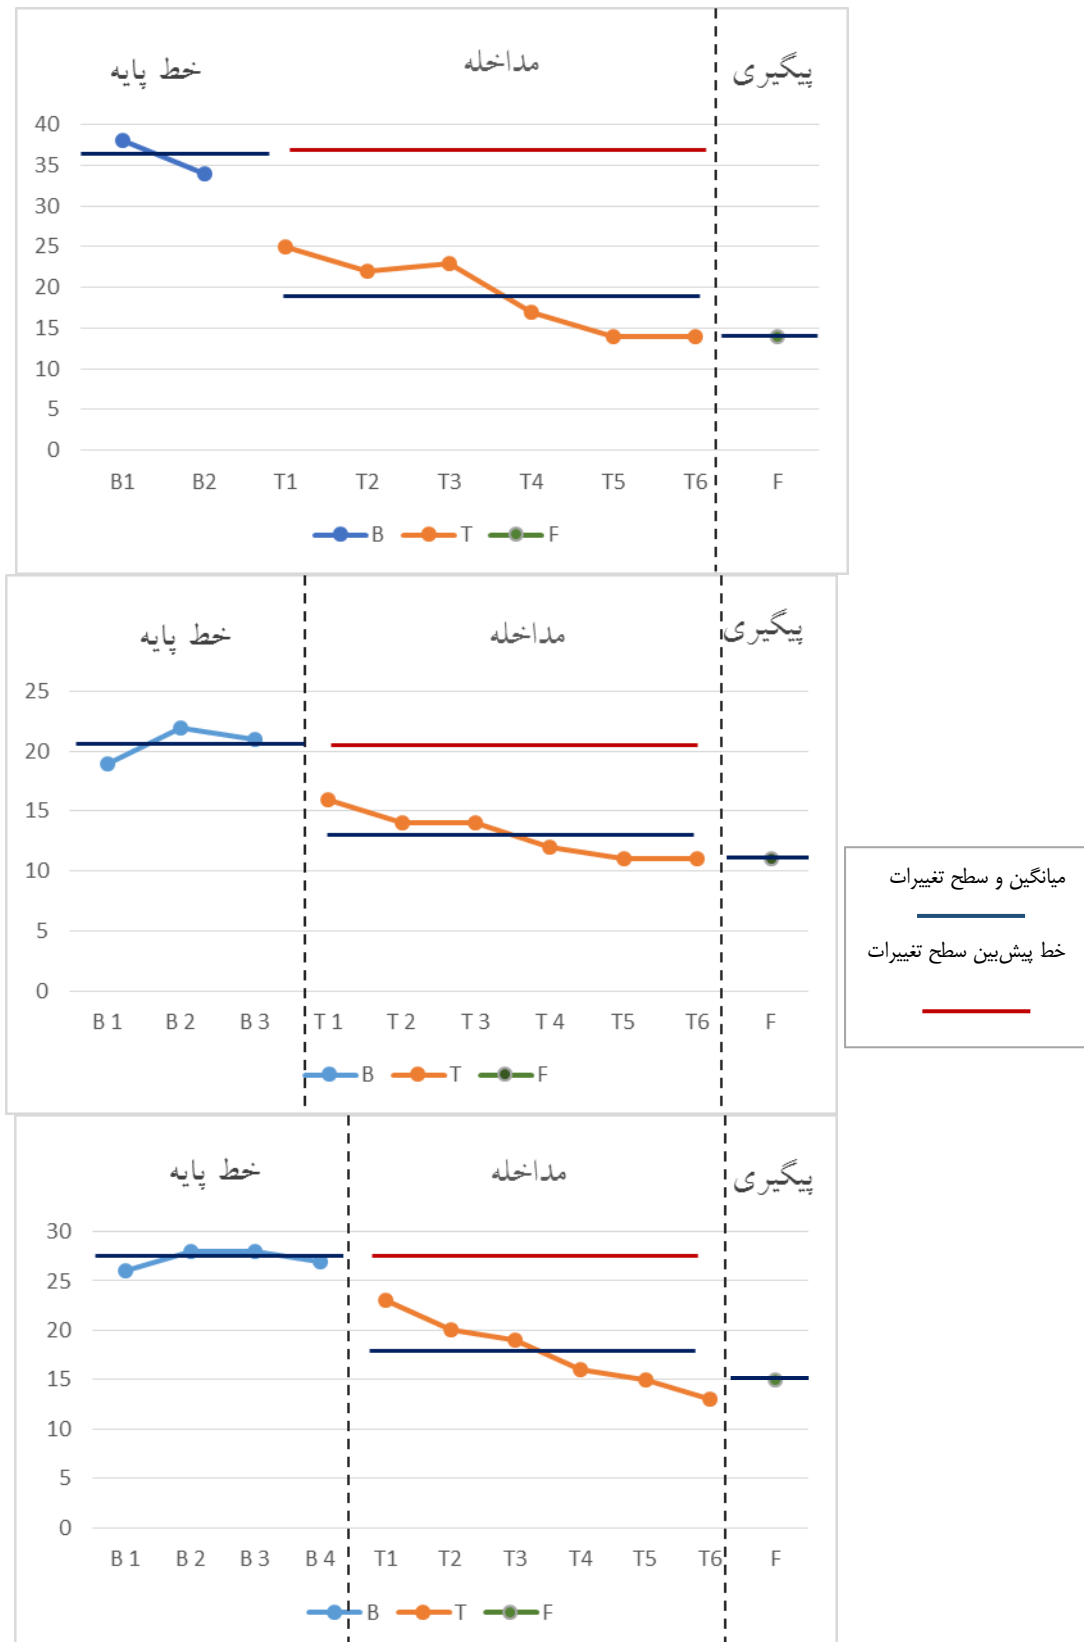 خط پایه مداخله پیگیری
40
35
30
25
20
15
10
5
0
B1 B2 T1 T2 T3 T4 T5 T6 F
B T F
خط پایه مداخله پیگیری
25
20
15
10
5
0
B 1 B 2 B 3 T 1 T 2 T 3 T 4 T5 T6 F
B T F
میانگین و سطح تغییرات
خط پیش‌بین سطح تغییرات
خط پایه مداخله پیگیری
30
25
20
15
10
5
0
B 1 B 2 B 3 B 4 T1 T2 T3 T4 T5 T6 F
B T F